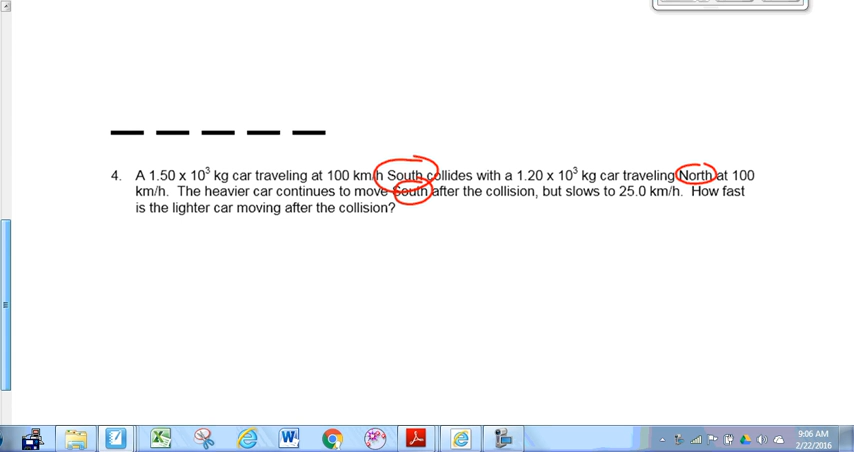 4. A 1.50 x 10³ kg car traveling at 100 km/h South collides with a 1.20 x 10³ kg car traveling North at 100
km/h. The heavier car continues to move South after the collision, but slows to 25.0 km/h. How fast
is the lighter car moving after the collision?
9:06 AM
2/22/2016